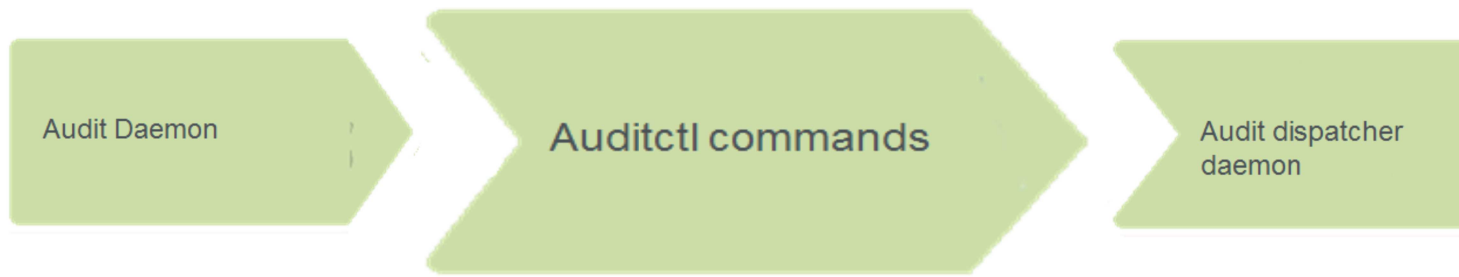 Audit Daemon
Auditctl commands
Audit dispatcher
daemon